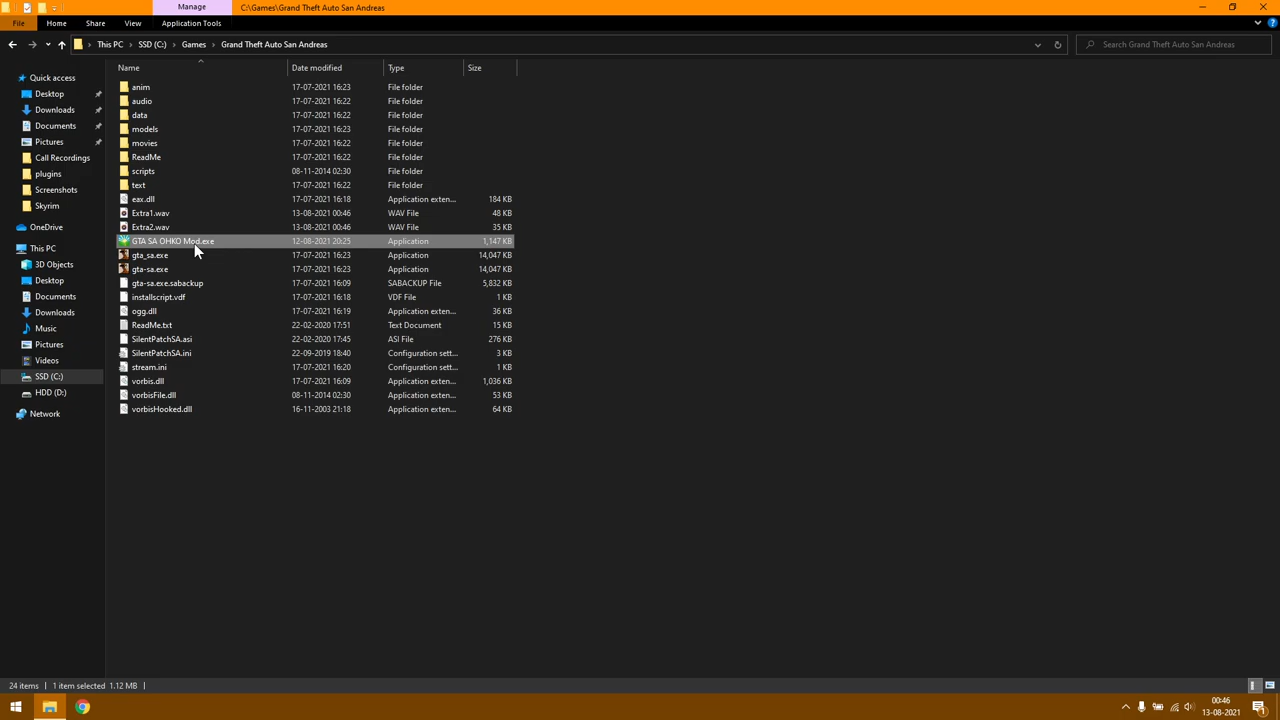 Manage C:\Games\Grand Theft Auto San Andreas
File Home Share View Application Tools
This PC SSD (C:) Games Grand Theft Auto San Andreas Search Grand Theft Auto San Andreas
Name Date modified Type Size
Quick access
Desktop
Downloads
Documents
Pictures
Call Recordings
plugins
Screenshots
Skyrim
OneDrive
This PC
3D Objects
Desktop
Documents
Downloads
Music
Pictures
Videos
SSD (C:)
HDD (D:)
Network
anim 17-07-2021 16:23 File folder
audio 17-07-2021 16:22 File folder
data 17-07-2021 16:22 File folder
models 17-07-2021 16:23 File folder
movies 17-07-2021 16:22 File folder
ReadMe 17-07-2021 16:22 File folder
scripts 08-11-2014 02:30 File folder
text 17-07-2021 16:22 File folder
eax.dll 17-07-2021 16:18 Application exten... 184 KB
Extra1.wav 13-08-2021 00:46 WAV File 48 KB
Extra2.wav 13-08-2021 00:46 WAV File 35 KB
GTA SA OHKO Mod.exe 12-08-2021 20:25 Application 1,147 KB
gta_sa.exe 17-07-2021 16:23 Application 14,047 KB
gta-sa.exe 17-07-2021 16:23 Application 14,047 KB
gta-sa.exe.sabackup 17-07-2021 16:09 SABACKUP File 5,832 KB
installscript.vdf 17-07-2021 16:18 VDF File 1 KB
ogg.dll 17-07-2021 16:19 Application exten... 36 KB
ReadMe.txt 22-02-2020 17:51 Text Document 15 KB
SilentPatchSA.asi 22-02-2020 17:45 ASI File 276 KB
SilentPatchSA.ini 22-09-2019 18:40 Configuration sett... 3 KB
stream.ini 17-07-2021 16:20 Configuration sett... 1 KB
vorbis.dll 17-07-2021 16:09 Application exten... 1,036 KB
vorbisFile.dll 08-11-2014 02:30 Application exten... 53 KB
vorbisHooked.dll 16-11-2003 21:18 Application exten... 64 KB
24 items 1 item selected 1.12 MB
00:46
13-08-2021
1